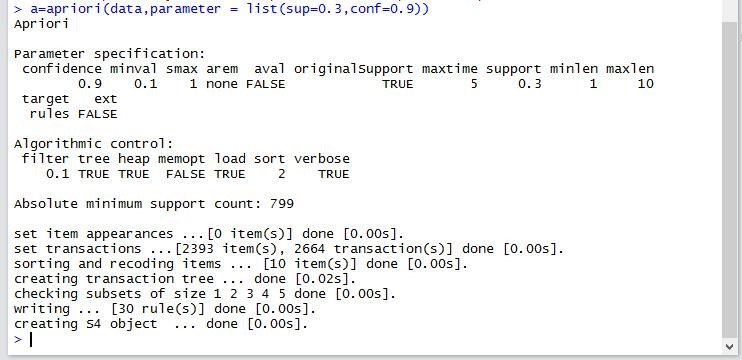 > a=apriori(data,parameter = list(sup=0.3,conf=0.9))
Apriori

Parameter specification:
 confidence minval smax arem  aval originalSupport maxtime support minlen maxlen
        0.9    0.1    1 none FALSE            TRUE       5     0.3      1     10
 target   ext
  rules FALSE

Algorithmic control:
 filter tree heap memopt load sort verbose
    0.1 TRUE TRUE  FALSE TRUE    2    TRUE

Absolute minimum support count: 799

set item appearances ...[0 item(s)] done [0.00s].
set transactions ...[2393 item(s), 2664 transaction(s)] done [0.00s].
sorting and recoding items ... [10 item(s)] done [0.00s].
creating transaction tree ... done [0.02s].
checking subsets of size 1 2 3 4 5 done [0.00s].
writing ... [30 rule(s)] done [0.00s].
creating S4 object  ... done [0.00s].
>